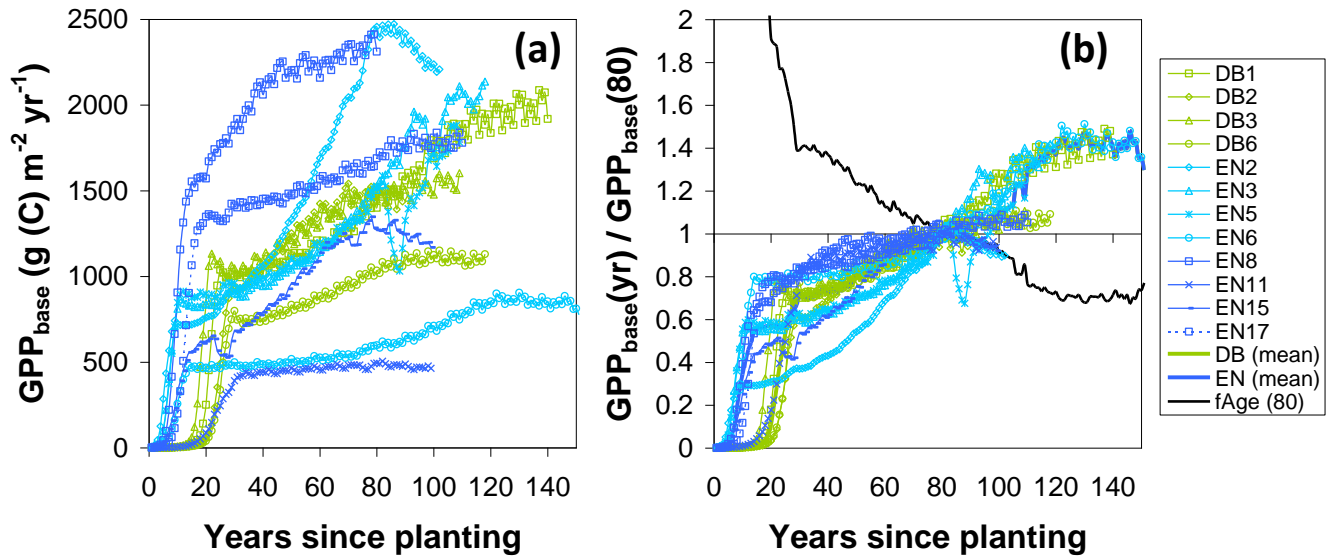 (a)
GPPbase (g (C) m-2 yr-1)
2500
2000
1500
1000
500
0
0 20 40 60 80 100 120 140
Years since planting
(b)
GPPbase(yr) / GPPbase(80)
2
1.8
1.6
1.4
1.2
1
0.8
0.6
0.4
0.2
0
0 20 40 60 80 100 120 140
Years since planting
DB1
DB2
DB3
DB6
EN2
EN3
EN5
EN6
EN8
EN11
EN15
EN17
DB (mean)
EN (mean)
fAge (80)